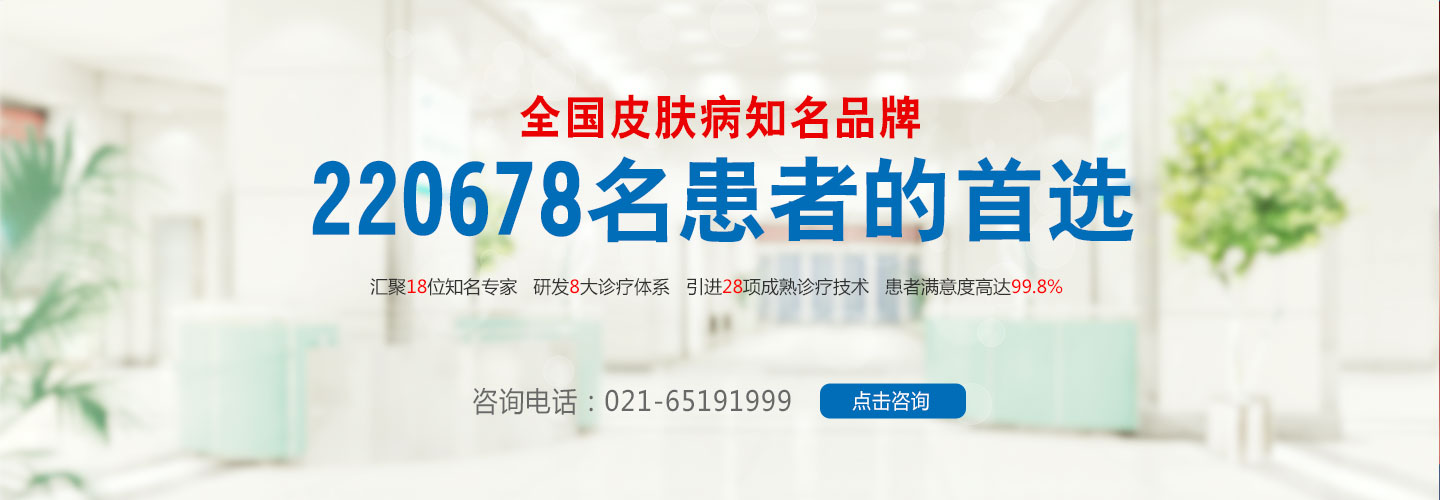 全国皮肤病知名品牌
220678名患者的首选
汇聚18位知名专家 研发8大诊疗体系 引进28项成熟诊疗技术 患者满意度高达99.8%
咨询电话：021-65191999 点击咨询